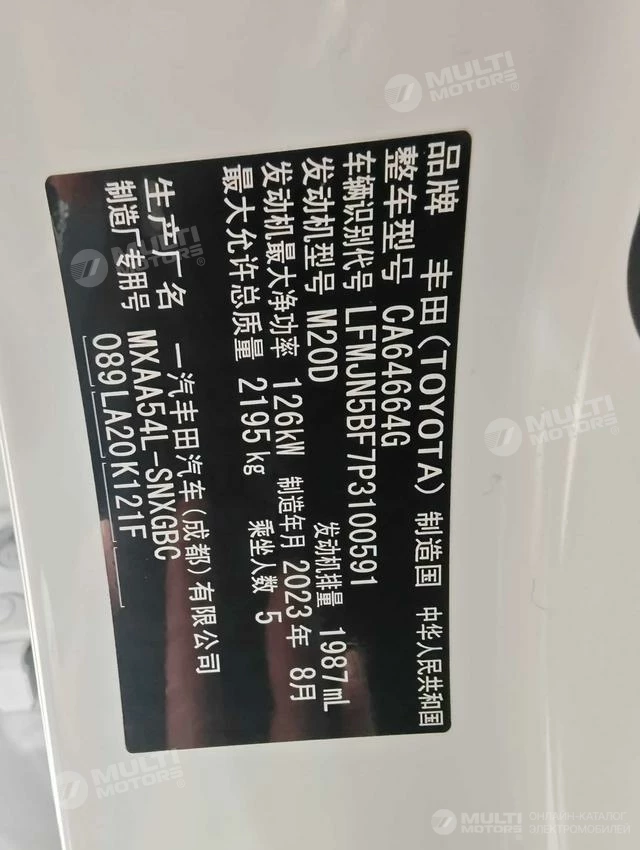 品牌 丰田(TOYOTA) 制造国 中华人民共和国
整车型号 CA64664G
车辆识别代号 LFMJN5BF7P3100591
发动机型号 M20D 发动机排量 1987mL
发动机最大净功率 126kW 制造年月 2023年 8月
最大允许总质量 2195kg 乘坐人数 5
生产厂名 一汽丰田汽车(成都)有限公司
制造厂专用号 MXAA54L-SNXGBC
089LA20K121F
MULTI
MOTORS®
MULTI
MOTORS®
MULTI
MOTORS®
MULTI
MOTORS®
MULTI
MOTORS®
ОНЛАЙН-КАТАЛОГ
ЭЛЕКТРОМОБИЛЕЙ